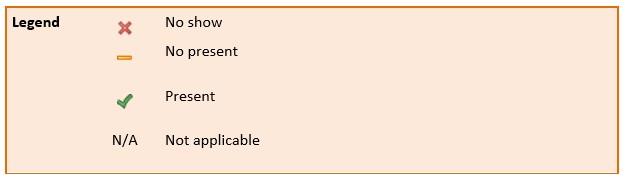 Legend No show
No present
Present
N/A Not applicable